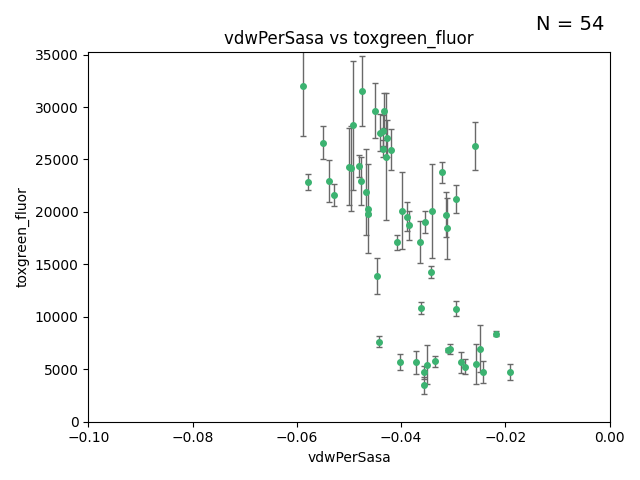 N = 54
vdwPerSasa vs toxgreen_fluor
35000
30000
25000
20000
15000
10000
5000
0
toxgreen_fluor
−0.10 −0.08 −0.06 −0.04 −0.02 0.00
vdwPerSasa